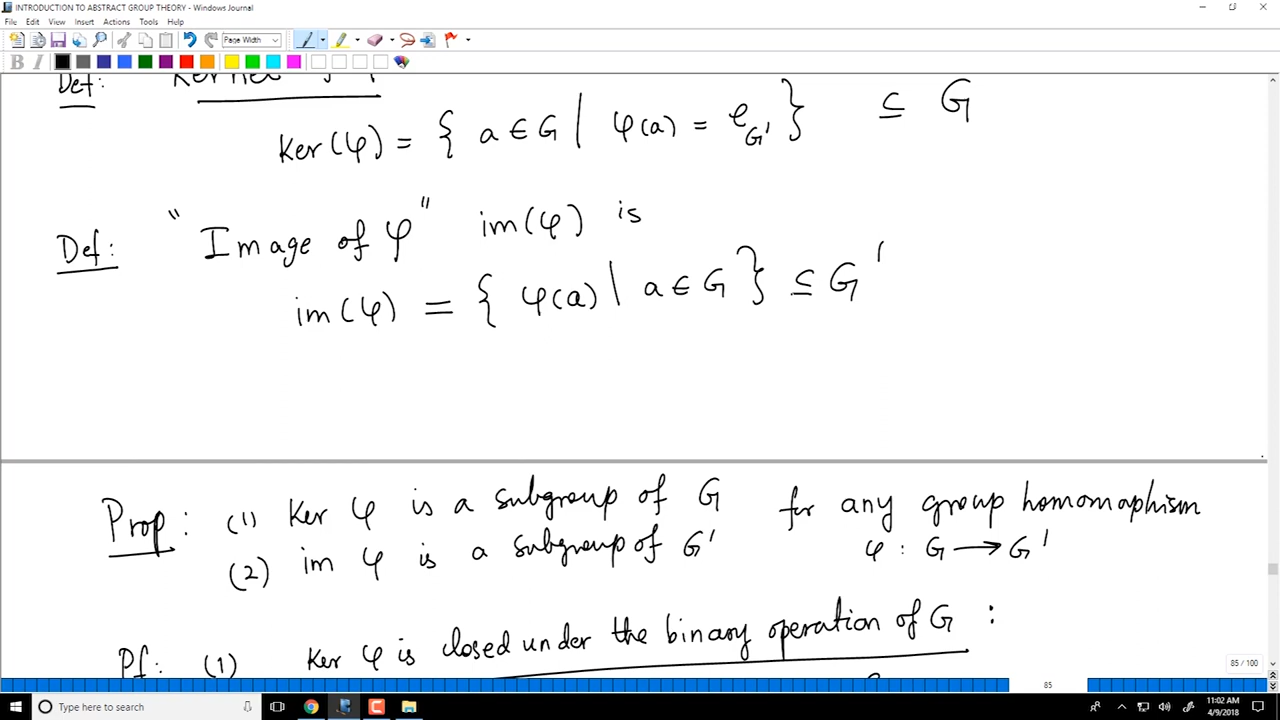 INTRODUCTION TO ABSTRACT GROUP THEORY - Windows Journal
File Edit View Insert Actions Tools Help
Page Width
B I
Def:
Ker(φ) = { a ∈ G | φ(a) = e_G' } ⊆ G
Def: "Image of φ" im(φ) is
im(φ) = { φ(a) | a ∈ G } ⊆ G'
Prop: (1) Ker φ is a subgroup of G for any group homomaphism
(2) im φ is a subgroup of G' φ : G → G'
Pf: (1) Ker φ is closed under the binary operation of G :
85 / 100
85
Type here to search
11:02 AM
4/9/2018